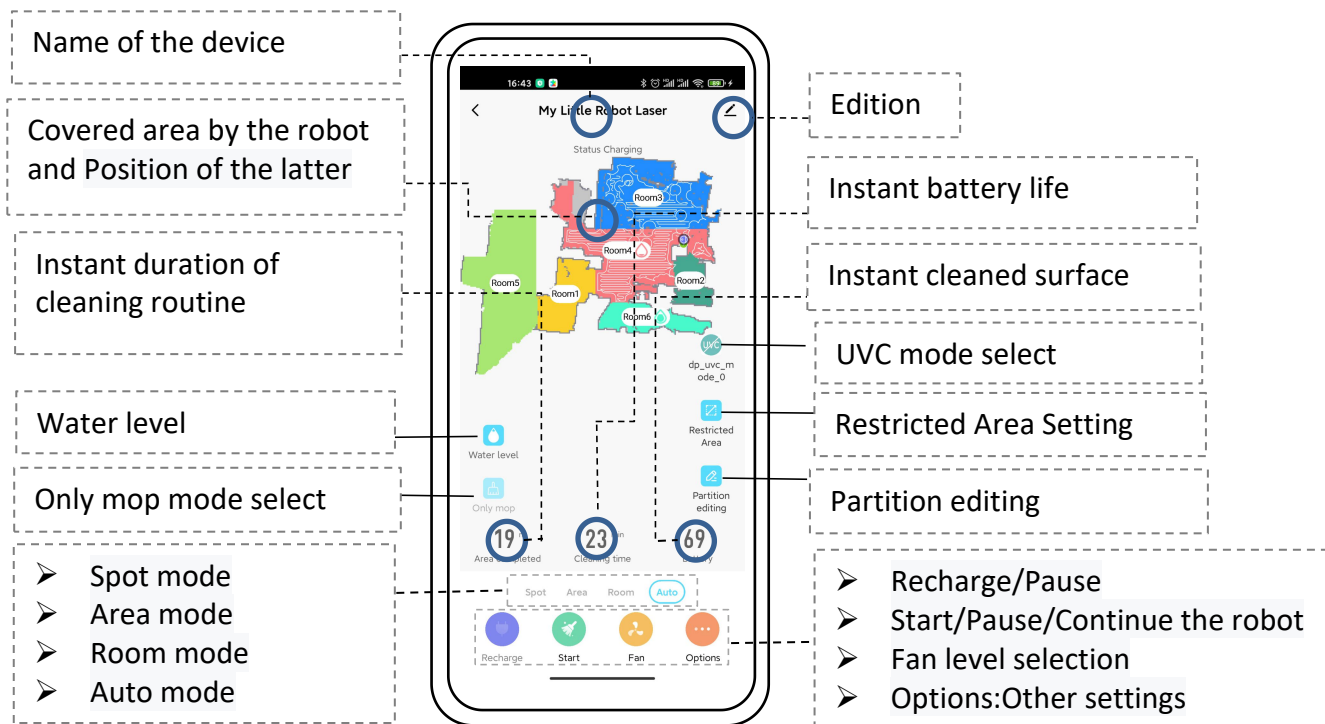 Name of the device
Covered area by the robot
and Position of the latter
Instant duration of
cleaning routine
Water level
Only mop mode select
➢ Spot mode
➢ Area mode
➢ Room mode
➢ Auto mode
16:43
My Little Robot Laser
Status Charging
Room3
Room4
Room5
Room1
Room2
Room6
UVC
dp_uvc_m
ode_0
Restricted
Area
Water level
Partition
editing
Only mop
19
23
69
Area completed
Cleaning time
Battery
Spot Area Room Auto
Recharge Start Fan Options
Edition
Instant battery life
Instant cleaned surface
UVC mode select
Restricted Area Setting
Partition editing
➢ Recharge/Pause
➢ Start/Pause/Continue the robot
➢ Fan level selection
➢ Options:Other settings